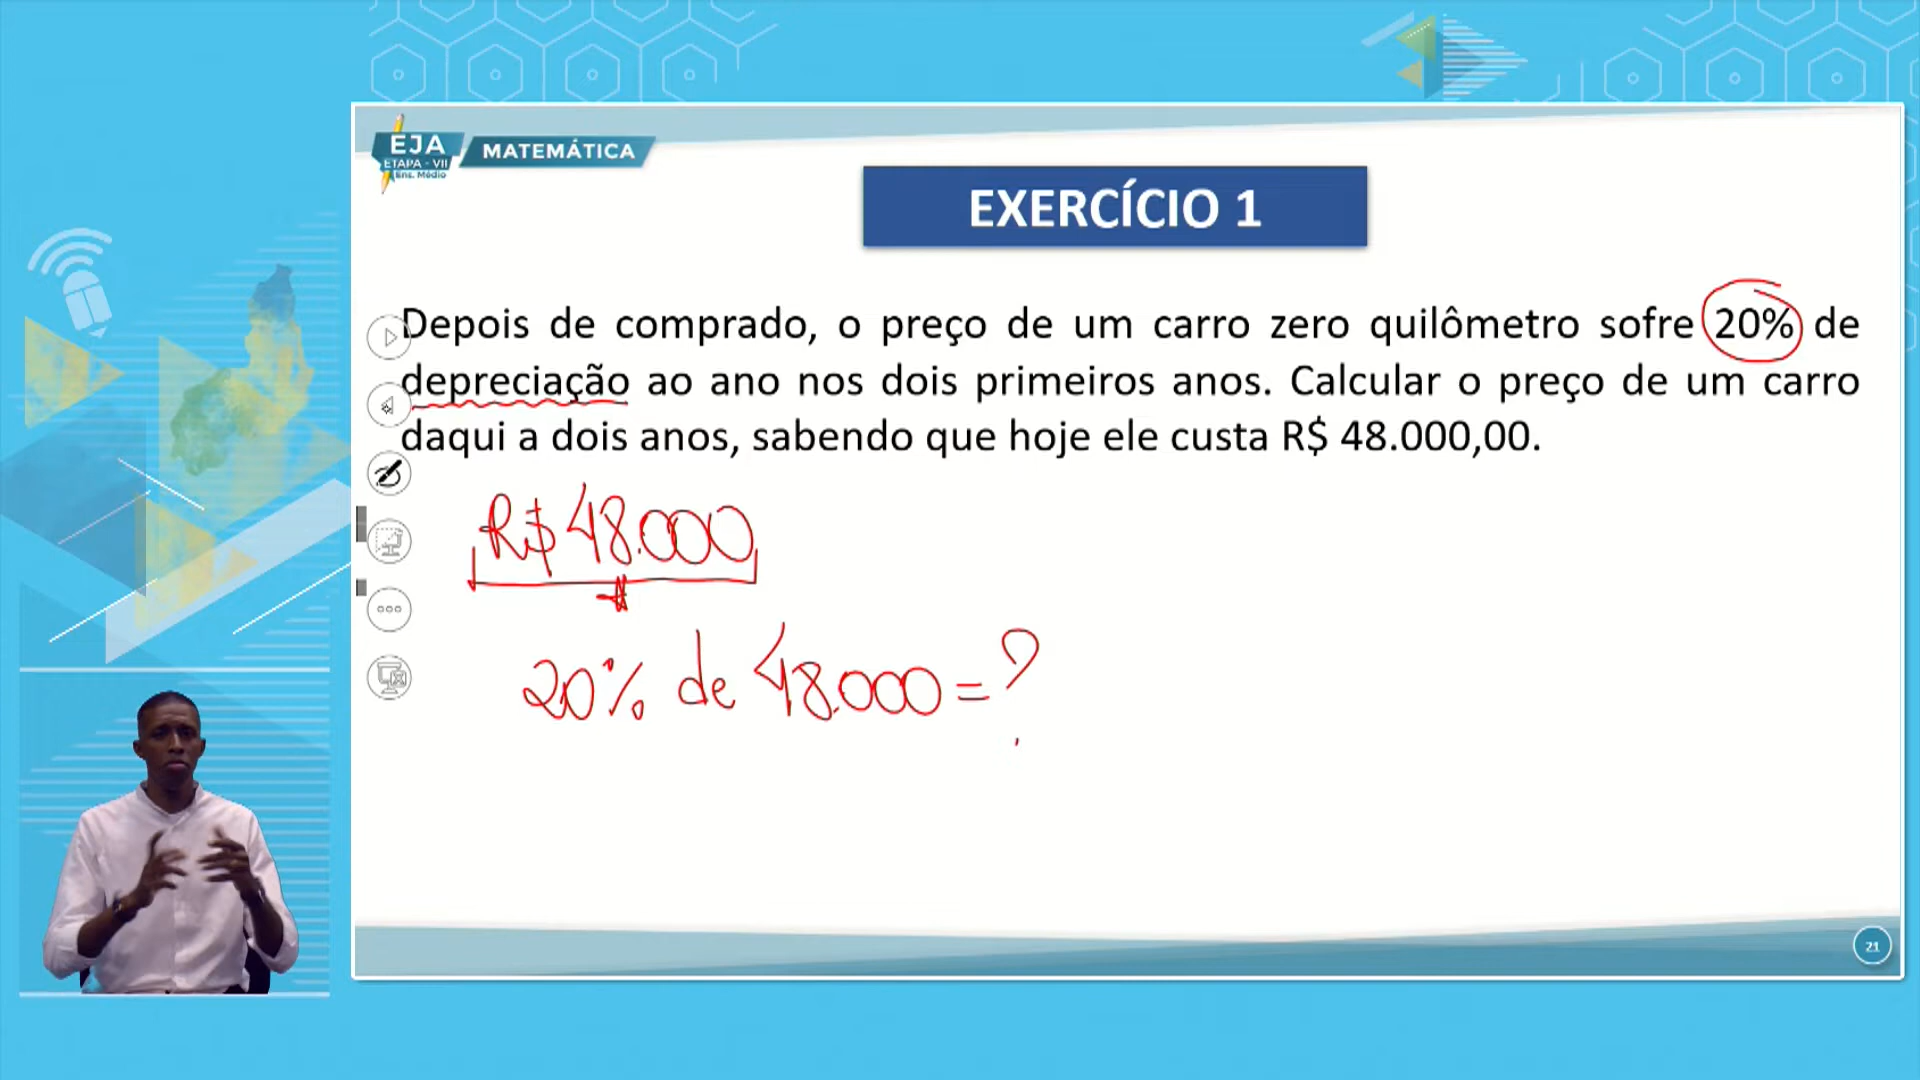 EJA
ETAPA - VII
Ens. Médio
MATEMÁTICA
EXERCÍCIO 1
Depois de comprado, o preço de um carro zero quilômetro sofre 20% de
depreciação ao ano nos dois primeiros anos. Calcular o preço de um carro
daqui a dois anos, sabendo que hoje ele custa R$ 48.000,00.
R$ 48.000
20% de 48.000 = ?
21